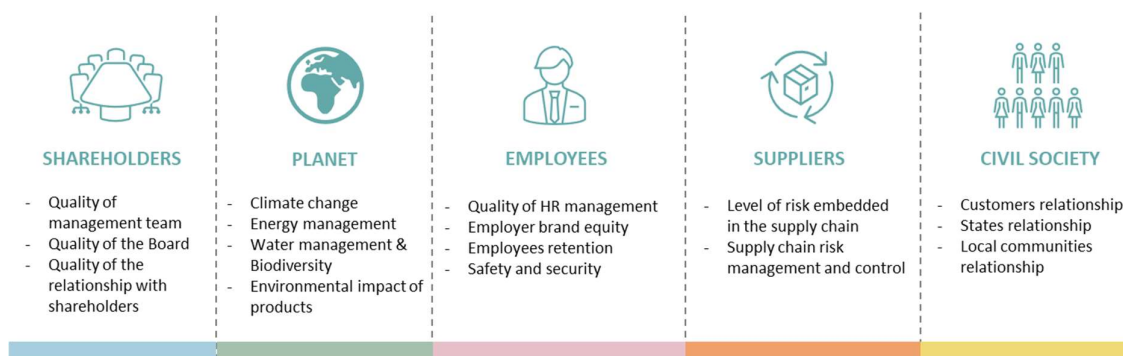 SHAREHOLDERS
- Quality of
management team
- Quality of the Board
- Quality of the
relationship with
shareholders
PLANET
- Climate change
- Energy management
- Water management &
Biodiversity
- Environmental impact of
products
EMPLOYEES
- Quality of HR management
- Employer brand equity
- Employees retention
- Safety and security
SUPPLIERS
- Level of risk embedded
in the supply chain
- Supply chain risk
management and control
CIVIL SOCIETY
- Customers relationship
- States relationship
- Local communities
relationship